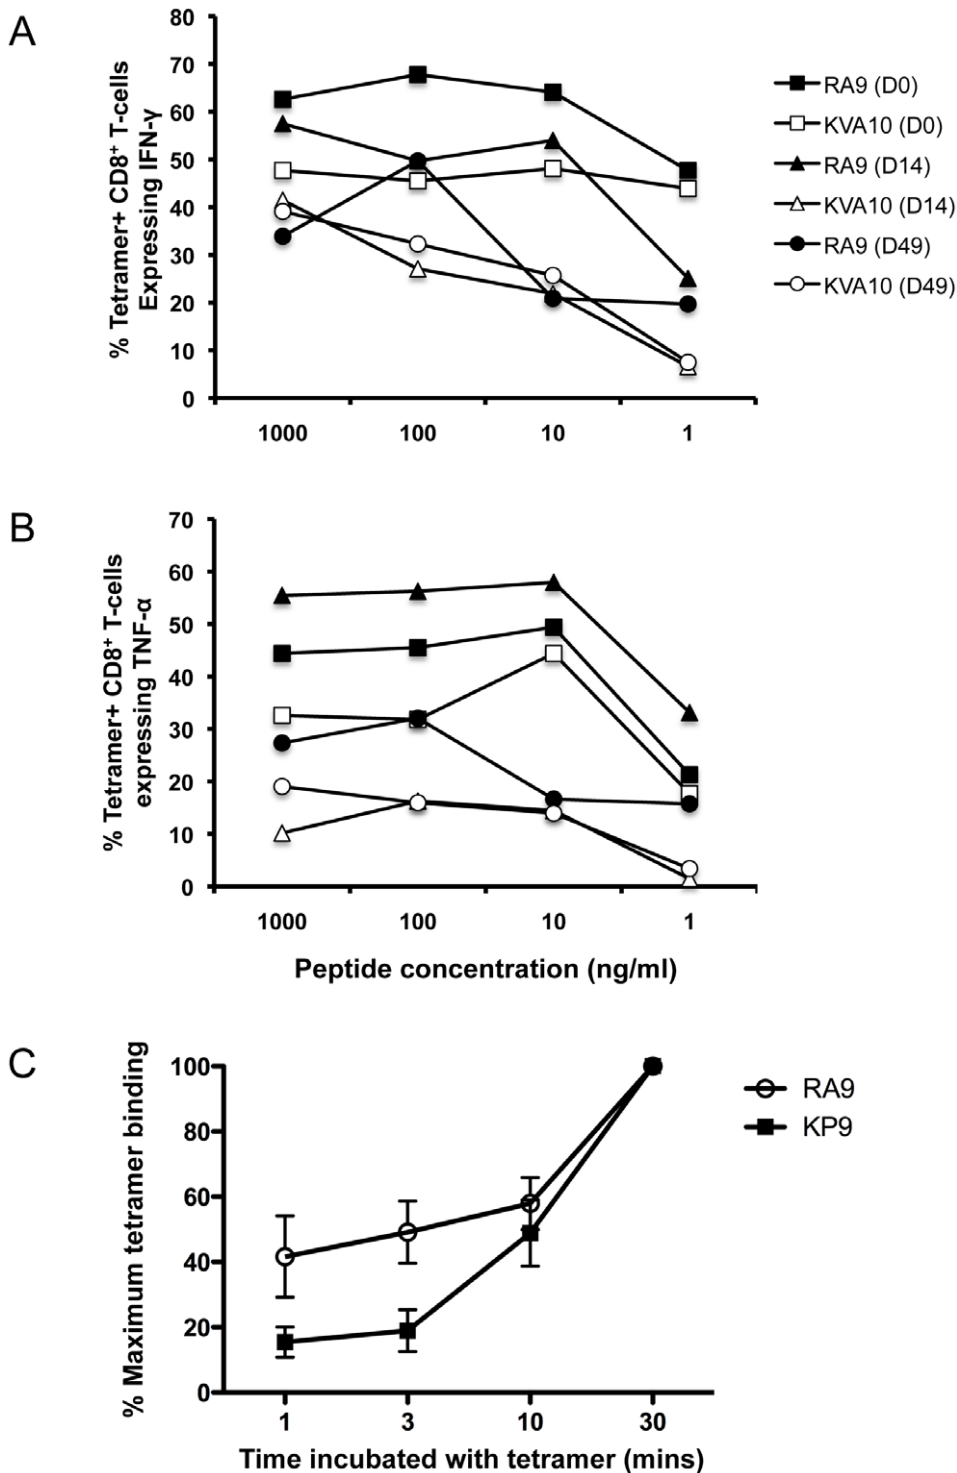 A
% Tetramer+ CD8+ T-cells
Expressing IFN-γ
80
70
60
50
40
30
20
10
0
1000 100 10 1
RA9 (D0)
KVA10 (D0)
RA9 (D14)
KVA10 (D14)
RA9 (D49)
KVA10 (D49)
B
% Tetramer+ CD8+ T-cells
expressing TNF-α
70
60
50
40
30
20
10
0
1000 100 10 1
Peptide concentration (ng/ml)
C
% Maximum tetramer binding
100
80
60
40
20
0
1 3 10 30
Time incubated with tetramer (mins)
RA9
KP9